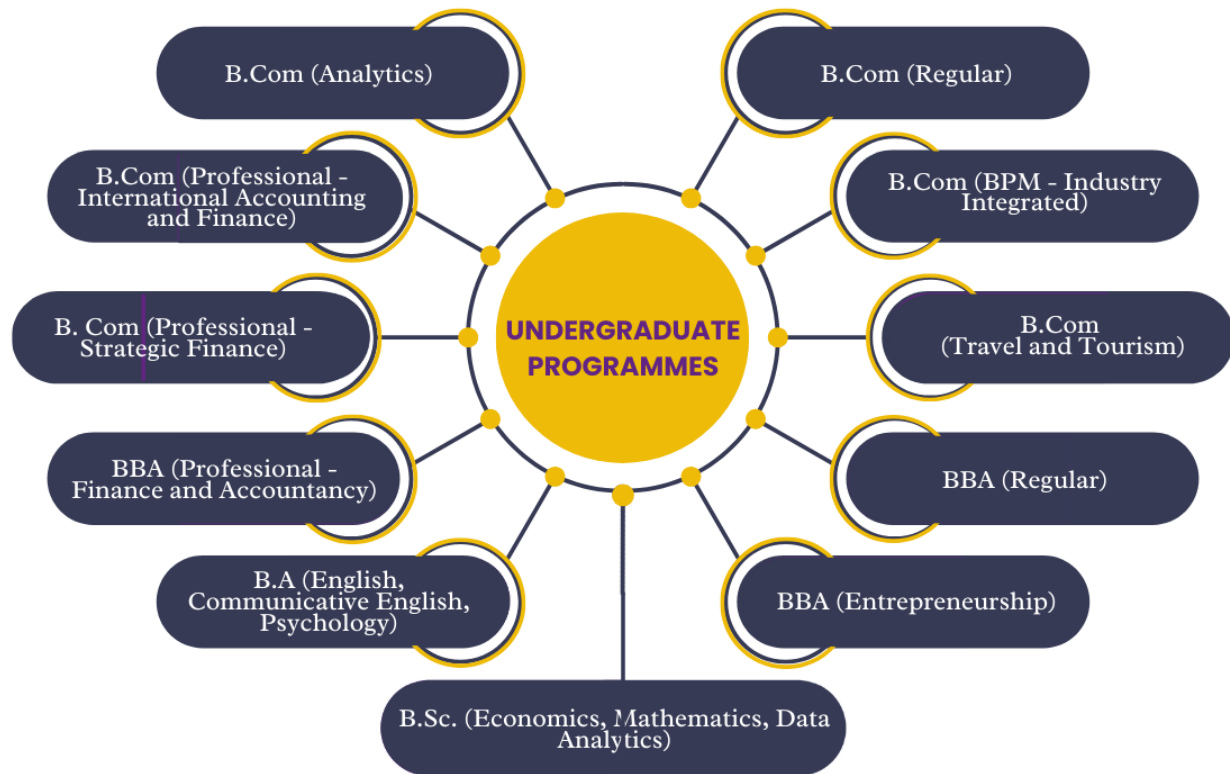 B.Com (Analytics)
B.Com (Regular)
B.Com (Professional -
International Accounting
and Finance)
B.Com (BPM - Industry
Integrated)
B. Com (Professional -
Strategic Finance)
UNDERGRADUATE
PROGRAMMES
B.Com
(Travel and Tourism)
BBA (Professional -
Finance and Accountancy)
BBA (Regular)
B.A (English,
Communicative English,
Psychology)
BBA (Entrepreneurship)
B.Sc. (Economics, Mathematics, Data
Analytics)